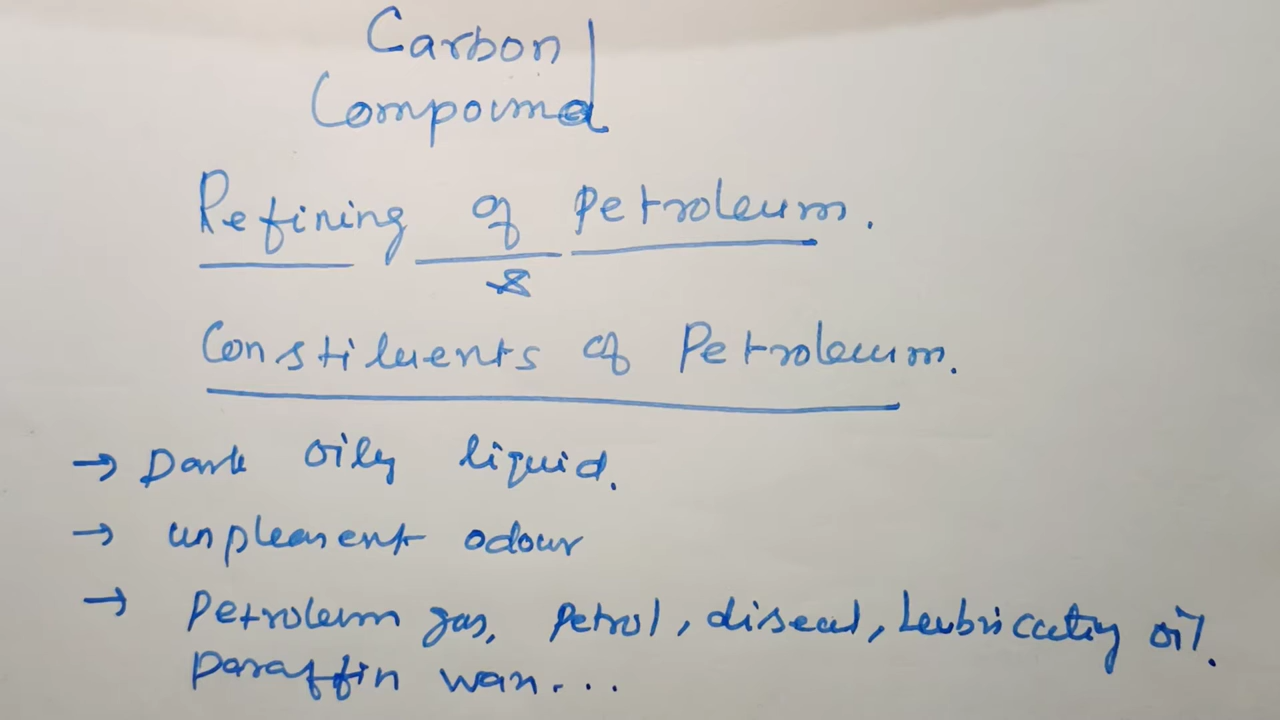 Carbon
Compound
Refining of Petroleum.
&
Constiluents of Petroleum.
→ Dark oily liquid.
→ unpleasent odour
→ Petroleum gas, Petrol, diseal, Lubricating oil.
Paraffin wax...